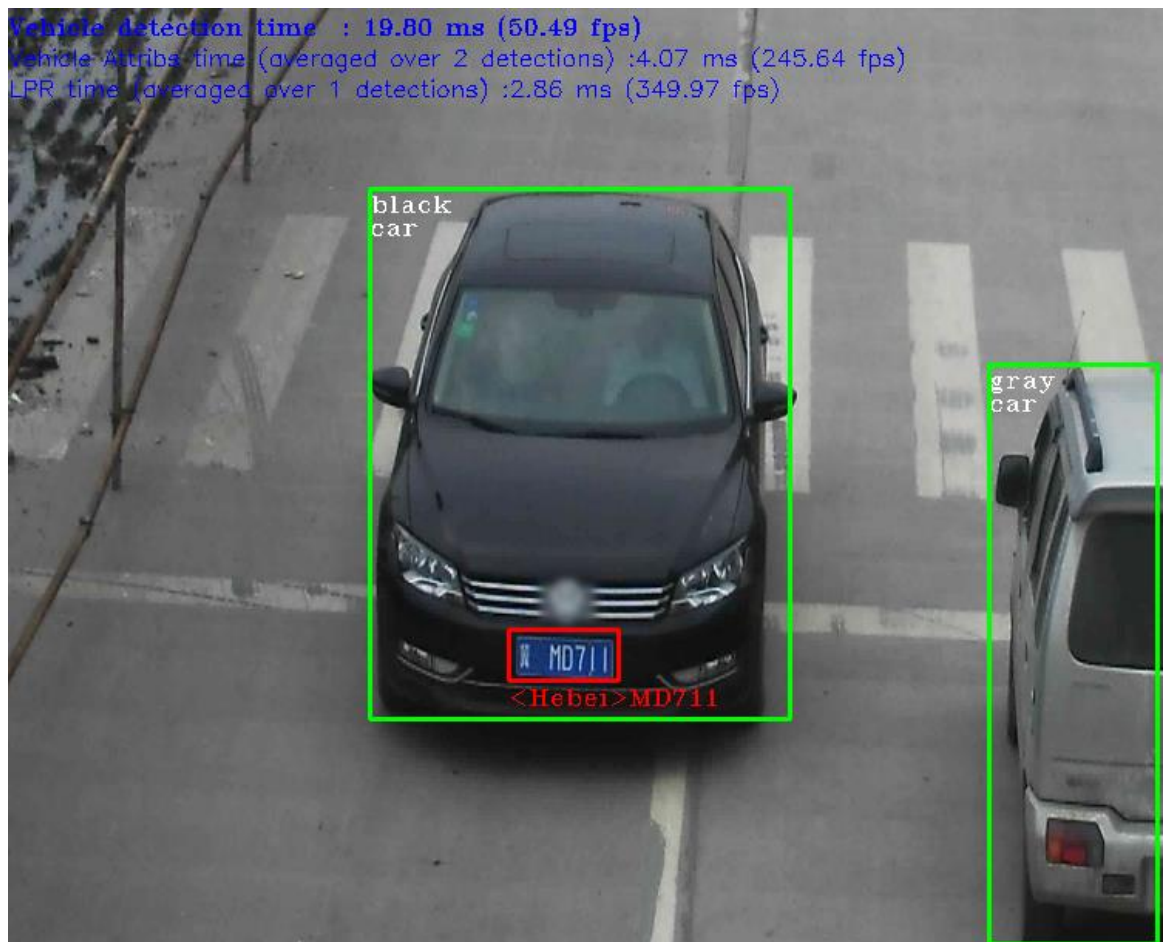 Vehicle detection time : 19.80 ms (50.49 fps)
Vehicle Attribs time (averaged over 2 detections) :4.07 ms (245.64 fps)
LPR time (averaged over 1 detections) :2.86 ms (349.97 fps)
black
car
gray
car
冀 MD711
<Hebei>MD711